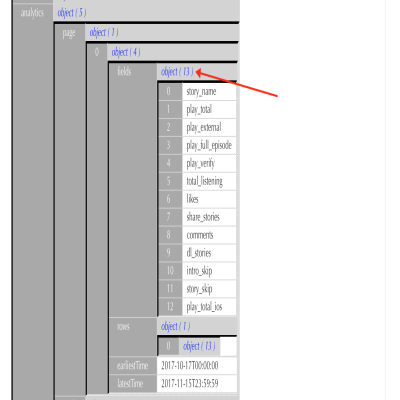 analytics object ( 5 )
page object ( 1 )
0 object ( 4 )
fields object ( 13 )
0 story_name
1 play_total
2 play_external
3 play_full_episode
4 play_verify
5 total_listening
6 likes
7 share_stories
8 comments
9 dl_stories
10 intro_skip
11 story_skip
12 play_total_ios
rows object ( 1 )
0 object ( 13 )
earliestTime 2017-10-17T00:00:00
latestTime 2017-11-15T23:59:59